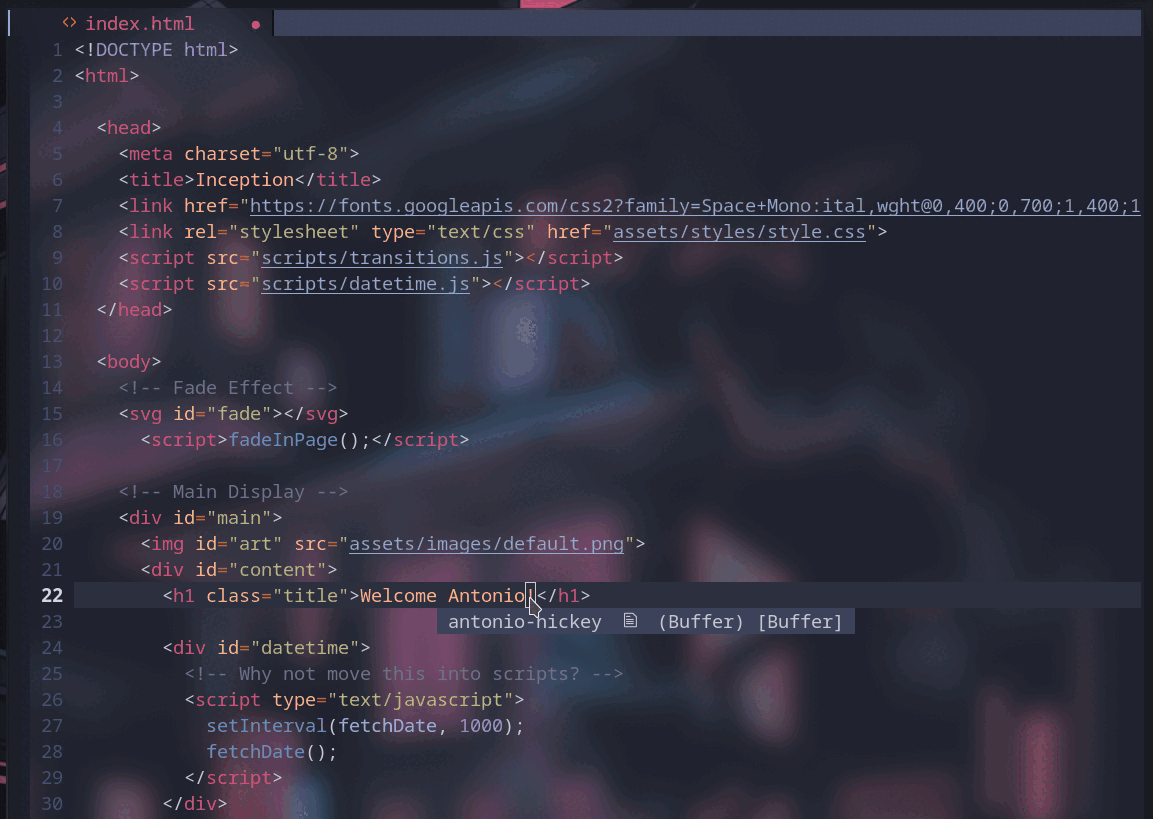 <> index.html ●
1 <!DOCTYPE html>
2 <html>
3
4 <head>
5 <meta charset="utf-8">
6 <title>Inception</title>
7 <link href="https://fonts.googleapis.com/css2?family=Space+Mono:ital,wght@0,400;0,700;1,400;1
8 <link rel="stylesheet" type="text/css" href="assets/styles/style.css">
9 <script src="scripts/transitions.js"></script>
10 <script src="scripts/datetime.js"></script>
11 </head>
12
13 <body>
14 <!-- Fade Effect -->
15 <svg id="fade"></svg>
16 <script>fadeInPage();</script>
17
18 <!-- Main Display -->
19 <div id="main">
20 <img id="art" src="assets/images/default.png">
21 <div id="content">
22 <h1 class="title">Welcome Antonio!</h1>
23 antonio-hickey (Buffer) [Buffer]
24 <div id="datetime">
25 <!-- Why not move this into scripts? -->
26 <script type="text/javascript">
27 setInterval(fetchDate, 1000);
28 fetchDate();
29 </script>
30 </div>